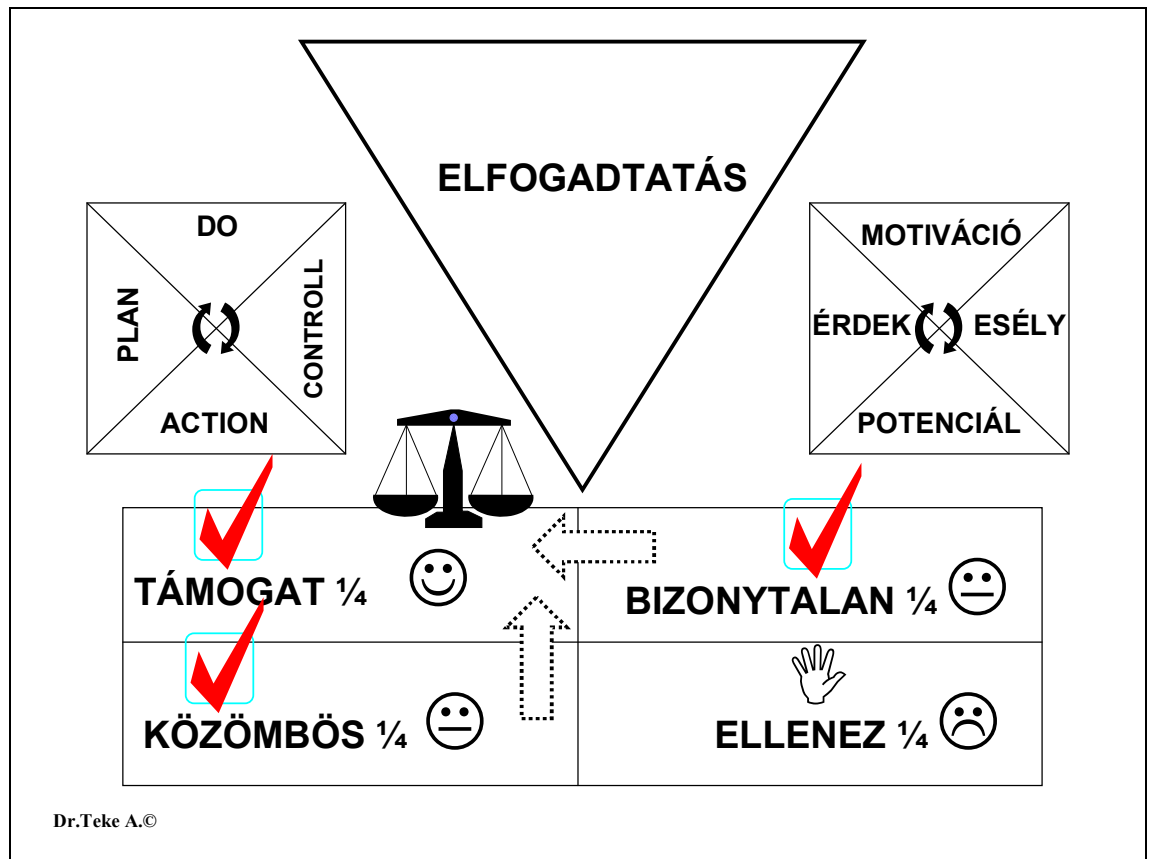 ELFOGADTATÁS
DO
PLAN
CONTROLL
ACTION
MOTIVÁCIÓ
ÉRDEK
ESÉLY
POTENCIÁL
TÁMOGAT ¼
BIZONYTALAN ¼
KÖZÖMBÖS ¼
ELLENEZ ¼
Dr.Teke A.©